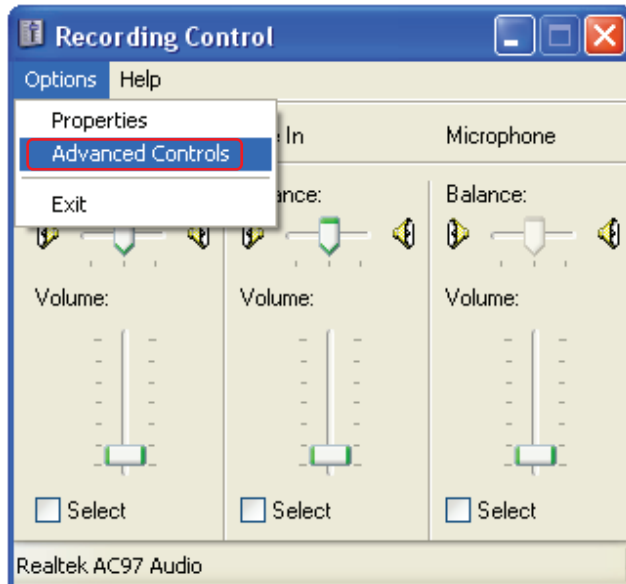 Recording Control
Options Help
Properties
Advanced Controls
Exit
In Microphone
ance: Balance:
Volume: Volume: Volume:
Select Select Select
Realtek AC97 Audio